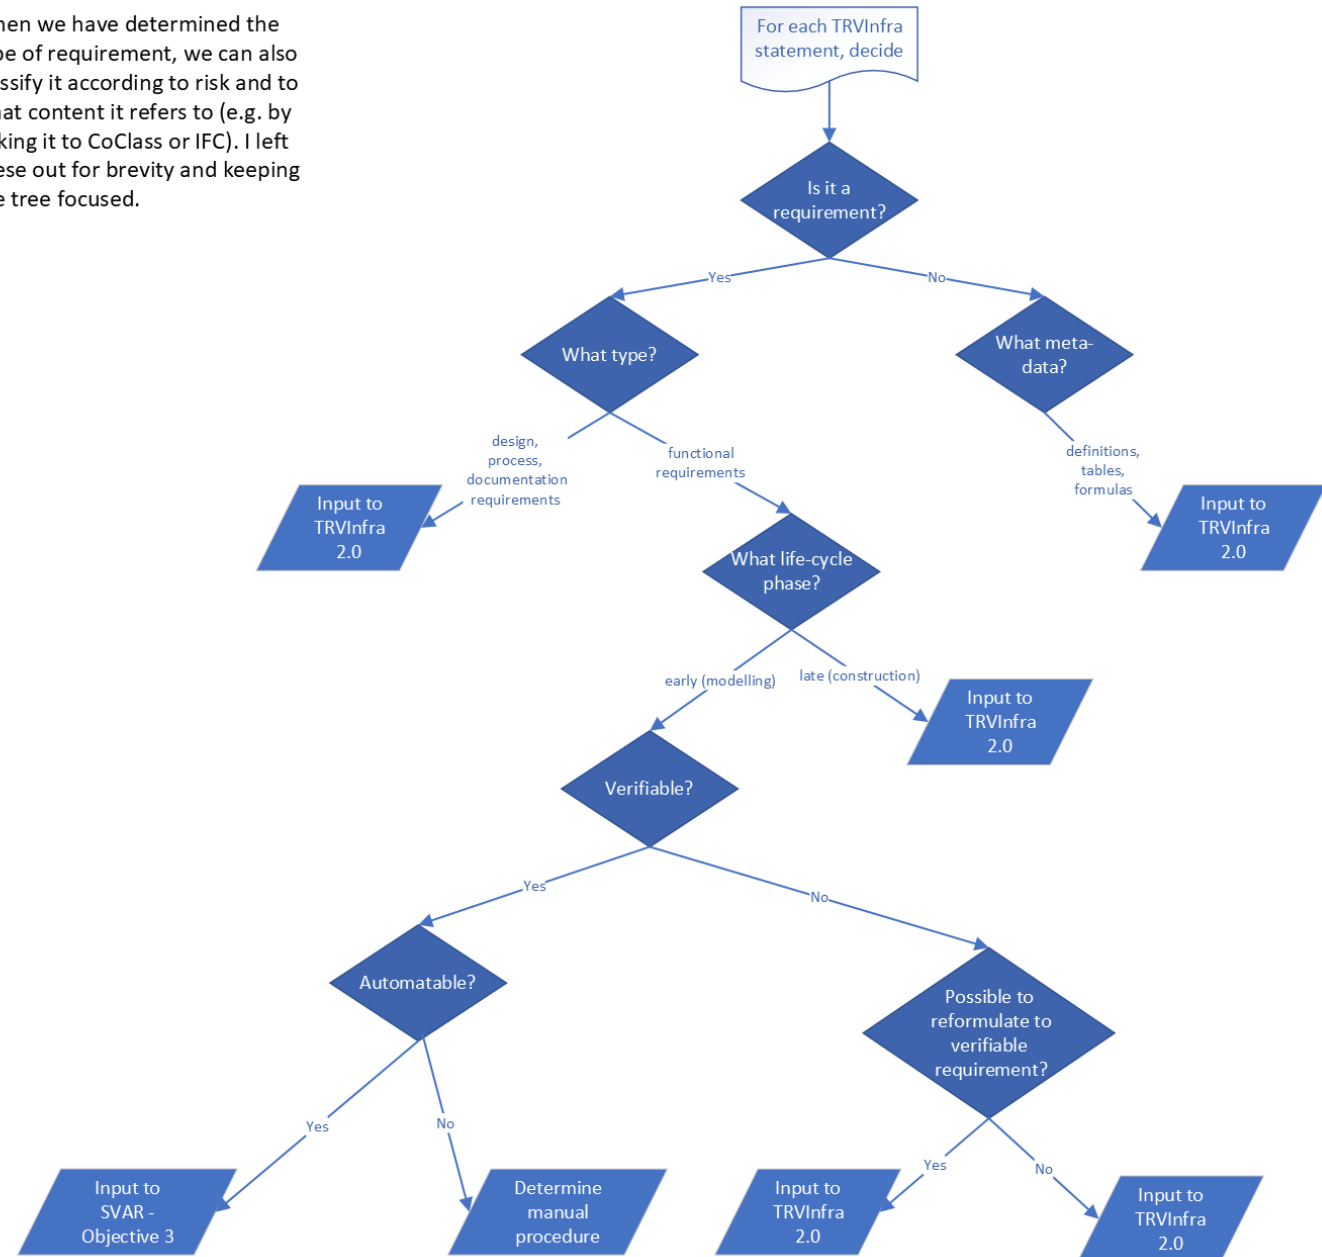 hen we have determined the
pe of requirement, we can also
ssify it according to risk and to
hat content it refers to (e.g. by
king it to CoClass or IFC). I left
ese out for brevity and keeping
e tree focused.
For each TRVInfra
statement, decide
Is it a
requirement?
Yes
No
What type?
What meta-
data?
design,
process,
documentation
requirements
functional
requirements
definitions,
tables,
formulas
Input to
TRVInfra
2.0
Input to
TRVInfra
2.0
What life-cycle
phase?
early (modelling)
late (construction)
Input to
TRVInfra
2.0
Verifiable?
Yes
No
Automatable?
Possible to
reformulate to
verifiable
requirement?
Yes
No
Yes
No
Input to
SVAR -
Objective 3
Determine
manual
procedure
Input to
TRVInfra
2.0
Input to
TRVInfra
2.0